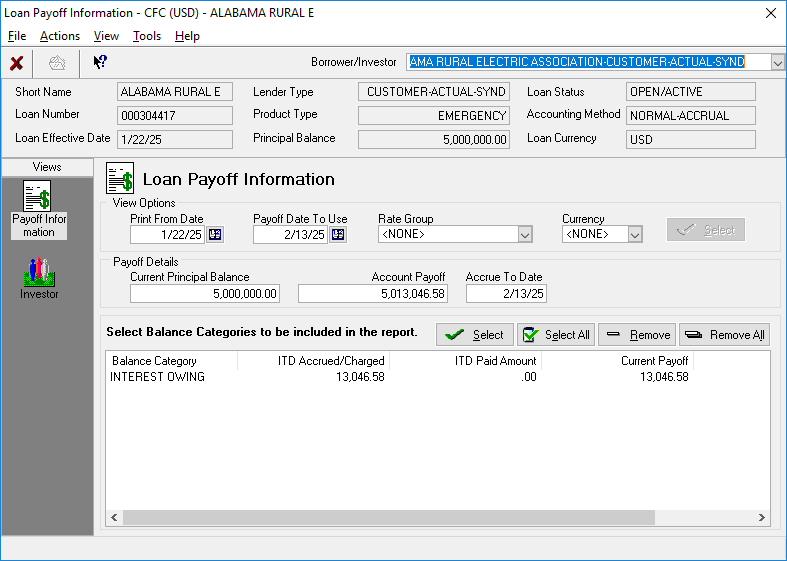 Loan Payoff Information - CFC (USD) - ALABAMA RURAL E
File Actions View Tools Help
Borrower/Investor AMA RURAL ELECTRIC ASSOCIATION-CUSTOMER-ACTUAL-SYND
Short Name ALABAMA RURAL E Lender Type CUSTOMER-ACTUAL-SYND Loan Status OPEN/ACTIVE
Loan Number 000304417 Product Type EMERGENCY Accounting Method NORMAL-ACCRUAL
Loan Effective Date 1/22/25 Principal Balance 5,000,000.00 Loan Currency USD
Views
Payoff Infor
mation
Investor
Loan Payoff Information
View Options
Print From Date Payoff Date To Use Rate Group Currency
1/22/25 2/13/25 <NONE> <NONE> Select
Payoff Details
Current Principal Balance Account Payoff Accrue To Date
5,000,000.00 5,013,046.58 2/13/25
Select Balance Categories to be included in the report. Select Select All Remove Remove All
Balance Category ITD Accrued/Charged ITD Paid Amount Current Payoff
INTEREST OWING 13,046.58 .00 13,046.58